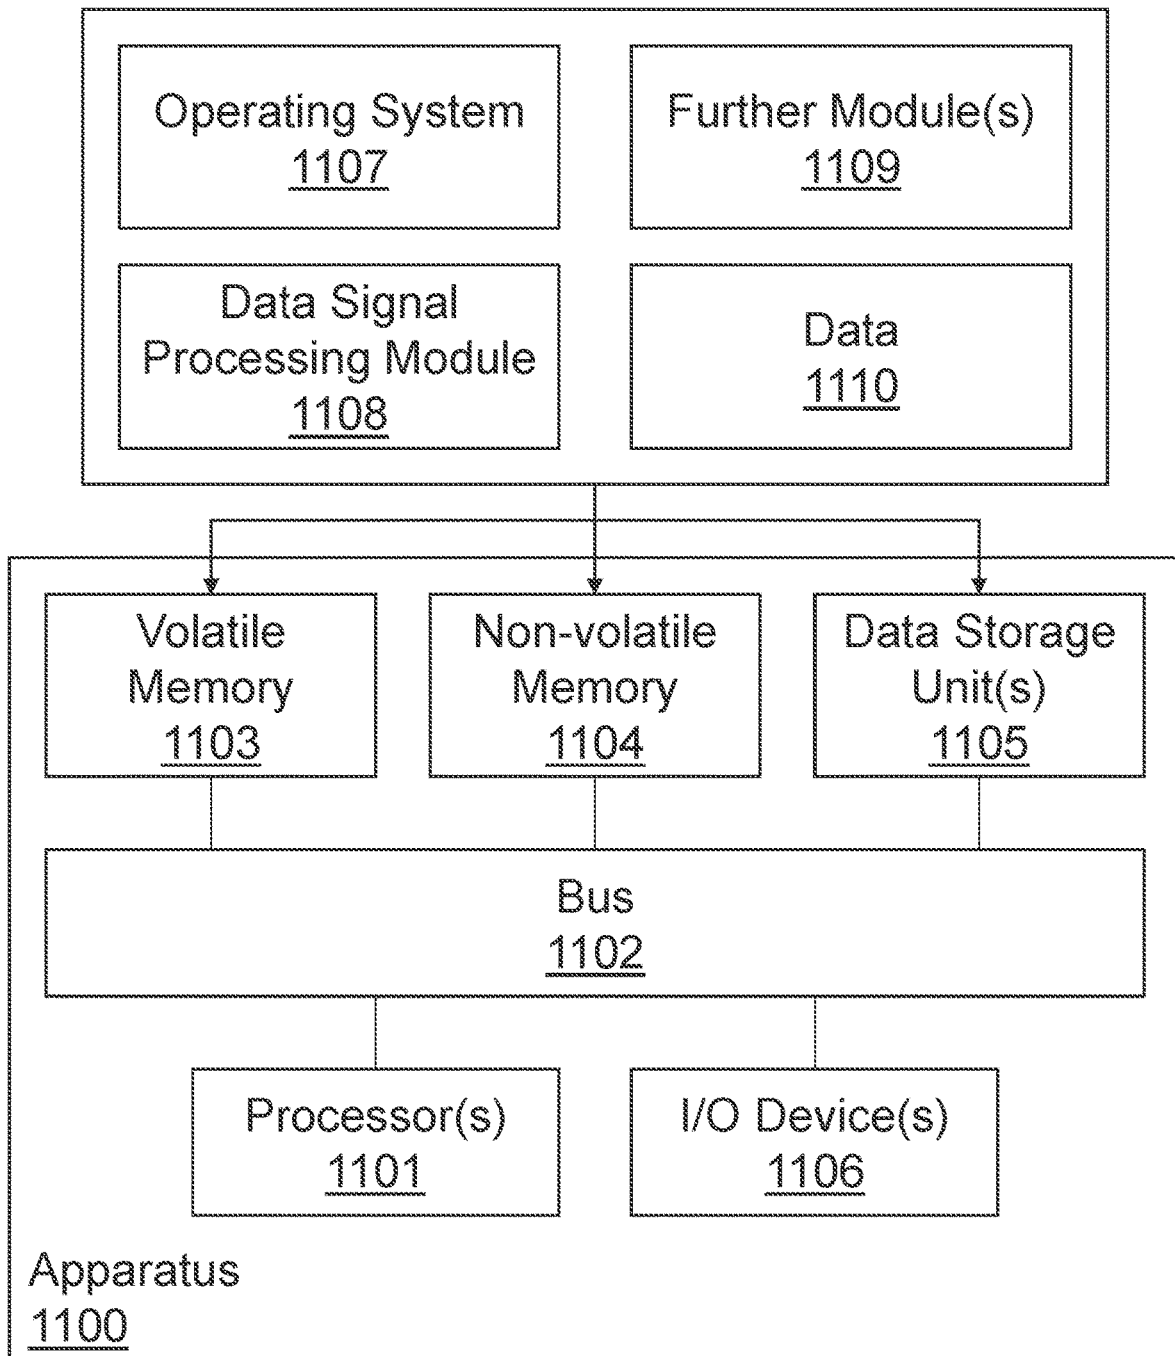 Operating System
1107
Further Module(s)
1109
Data Signal
Processing Module
1108
Data
1110
Volatile
Memory
1103
Non-volatile
Memory
1104
Data Storage
Unit(s)
1105
Bus
1102
Processor(s)
1101
I/O Device(s)
1106
Apparatus
1100